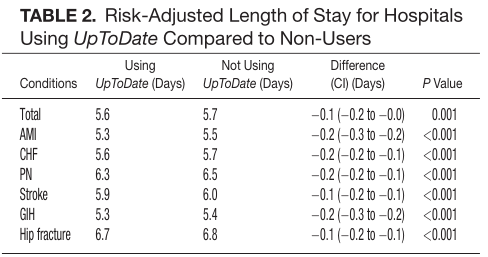 TABLE 2. Risk-Adjusted Length of Stay for Hospitals
Using UpToDate Compared to Non-Users
Using Not Using Difference
Conditions UpToDate (Days) UpToDate (Days) (CI) (Days) P Value
Total 5.6 5.7 −0.1 (−0.2 to −0.0) 0.001
AMI 5.3 5.5 −0.2 (−0.3 to −0.2) <0.001
CHF 5.6 5.7 −0.2 (−0.2 to −0.1) <0.001
PN 6.3 6.5 −0.2 (−0.2 to −0.1) <0.001
Stroke 5.9 6.0 −0.1 (−0.2 to −0.1) <0.001
GIH 5.3 5.4 −0.2 (−0.3 to −0.2) <0.001
Hip fracture 6.7 6.8 −0.1 (−0.2 to −0.1) <0.001